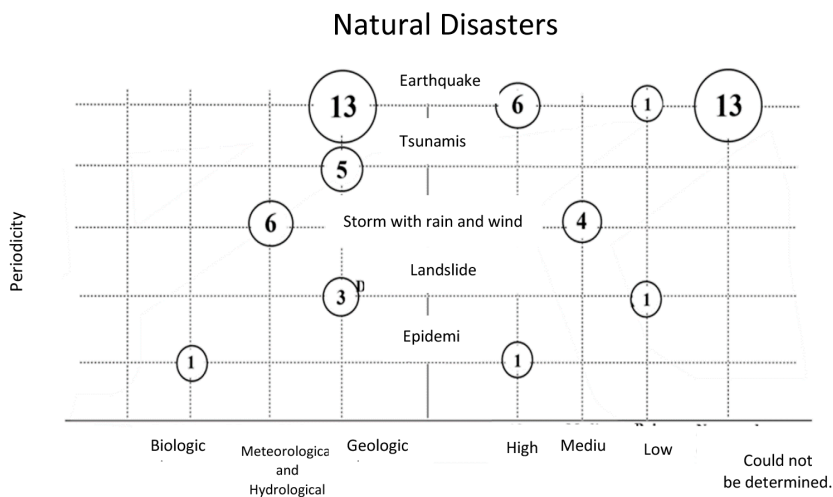 Natural Disasters
Earthquake
13 6 1 13
Tsunamis
5
Periodicity
6 Storm with rain and wind 4
Landslide
3 D 1
Epidemi
1 1
Biologic Geologic High Mediu Low
Meteorologica
and
Hydrological
Could not
be determined.